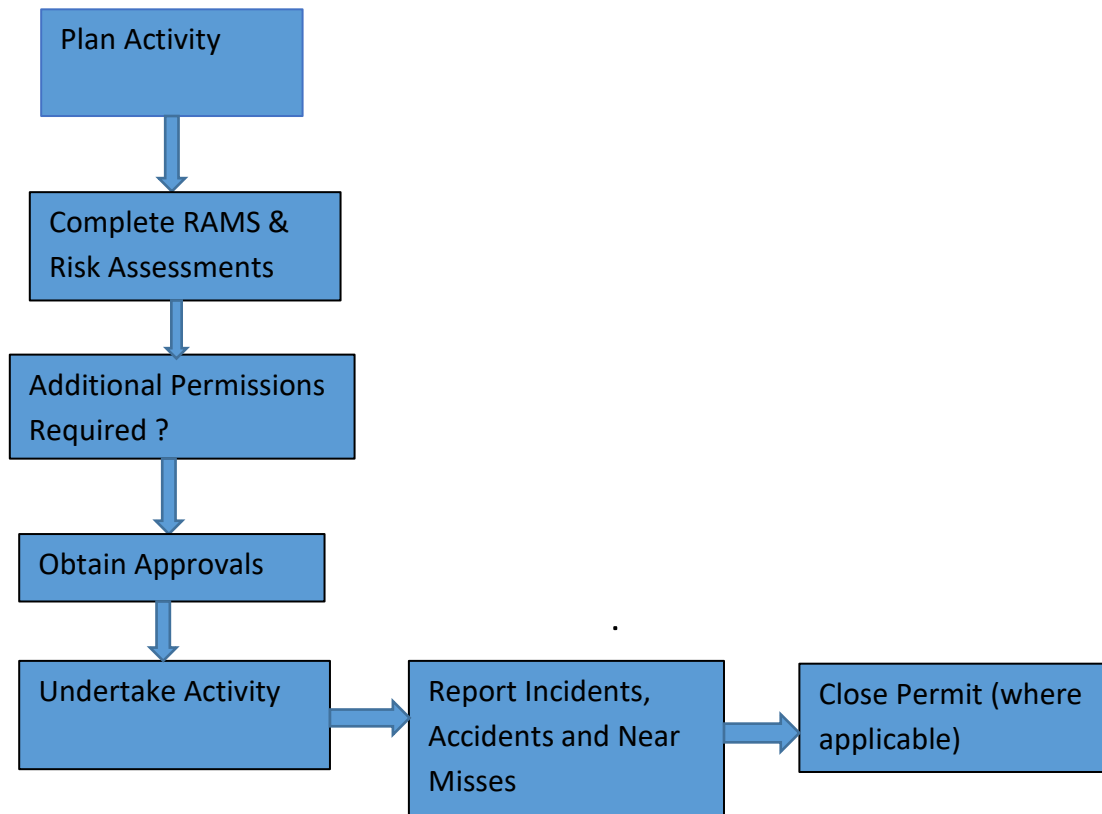 Plan Activity
Complete RAMS &
Risk Assessments
Additional Permissions
Required ?
Obtain Approvals
.
Undertake Activity
Report Incidents,
Accidents and Near
Misses
Close Permit (where
applicable)